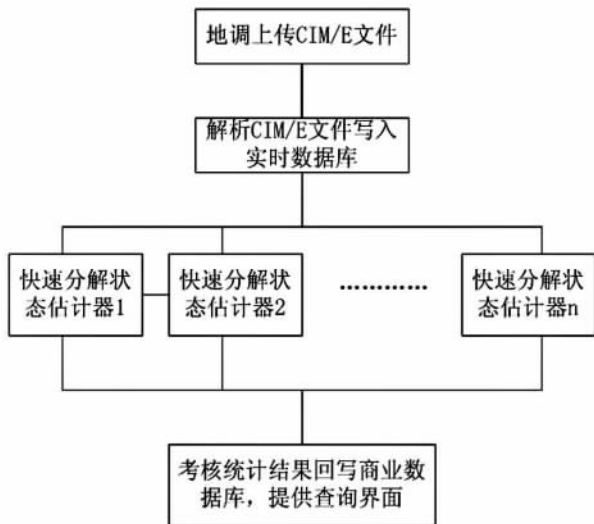 地调上传CIM/E文件
解析CIM/E文件写入
实时数据库
快速分解状
态估计器1
快速分解状
态估计器2
…………
快速分解状
态估计器n
考核统计结果回写商业数
据库，提供查询界面